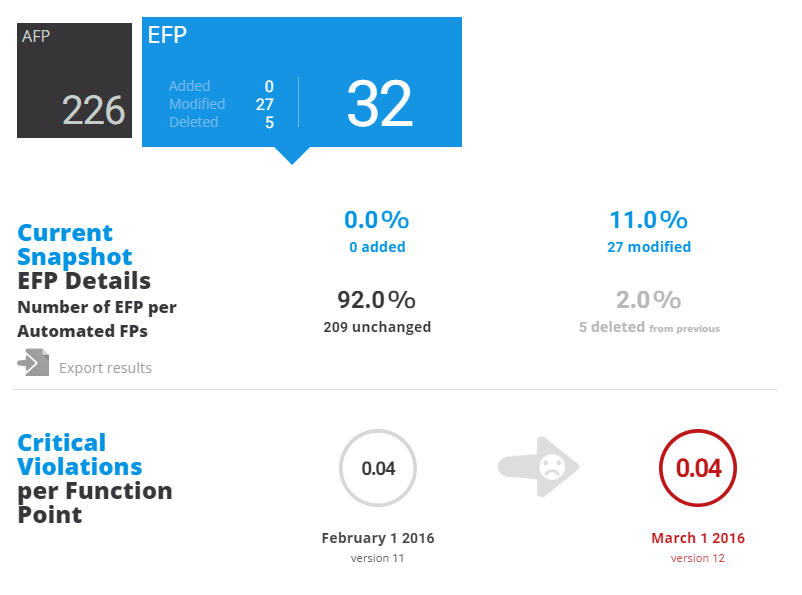 AFP
226
EFP
Added 0
Modified 27
Deleted 5
32
Current
Snapshot
EFP Details
Number of EFP per
Automated FPs
Export results
0.0%
0 added
11.0%
27 modified
92.0%
209 unchanged
2.0%
5 deleted from previous
Critical
Violations
per Function
Point
0.04
February 1 2016
version 11
0.04
March 1 2016
version 12